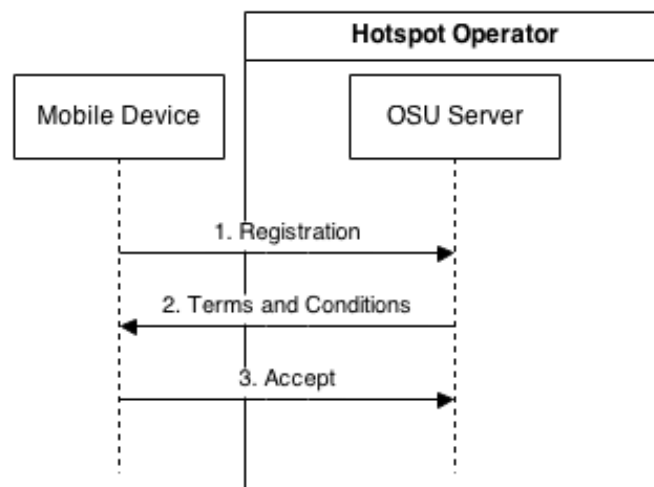 Hotspot Operator
Mobile Device
OSU Server
1. Registration
2. Terms and Conditions
3. Accept